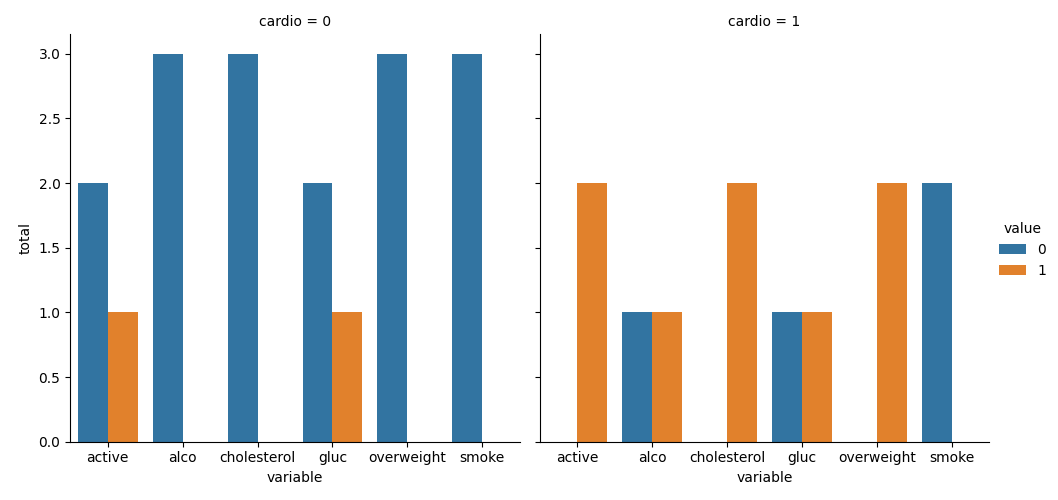 cardio = 0
cardio = 1
total
3.0
2.5
2.0
1.5
1.0
0.5
0.0
active alco cholesterol gluc overweight smoke
variable
active alco cholesterol gluc overweight smoke
variable
value
0
1